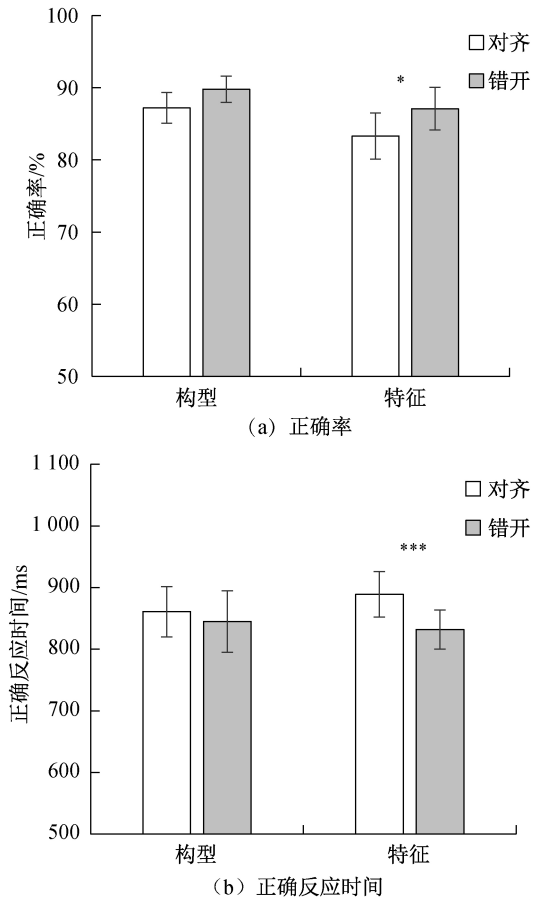 100
90
80
70
60
50
正确率/%
对齐
错开
*
构型
特征
(a) 正确率
1 100
1 000
900
800
700
600
500
正确反应时间/ms
对齐
错开
***
构型
特征
(b) 正确反应时间